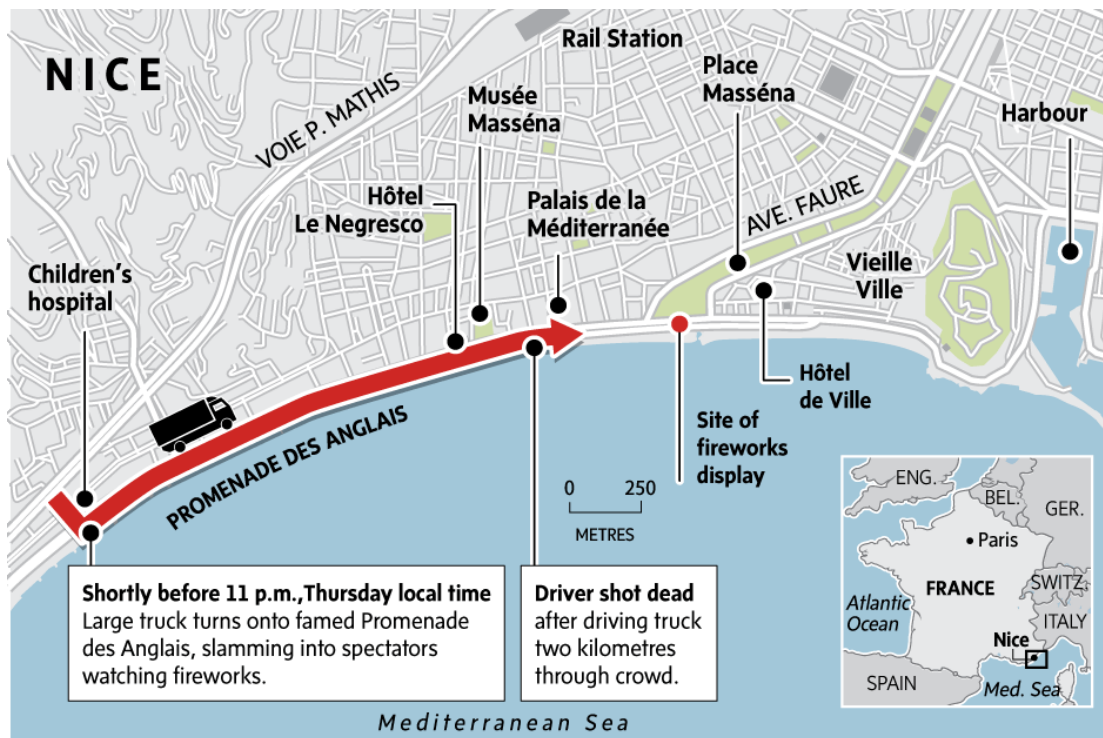 NICE
VOIE P. MATHIS
Rail Station
Musée
Masséna
Place
Masséna
Harbour
Hôtel
Le Negresco
Palais de la
Méditerranée
AVE. FAURE
Vieille
Ville
Children's
hospital
PROMENADE DES ANGLAIS
Hôtel
de Ville
Site of
fireworks
display
0 250
METRES
Shortly before 11 p.m.,Thursday local time
Large truck turns onto famed Promenade
des Anglais, slamming into spectators
watching fireworks.
Driver shot dead
after driving truck
two kilometres
through crowd.
Mediterranean Sea
ENG.
BEL.
GER.
Paris
FRANCE
SWITZ.
Atlantic
Ocean
ITALY
Nice
SPAIN
Med. Sea